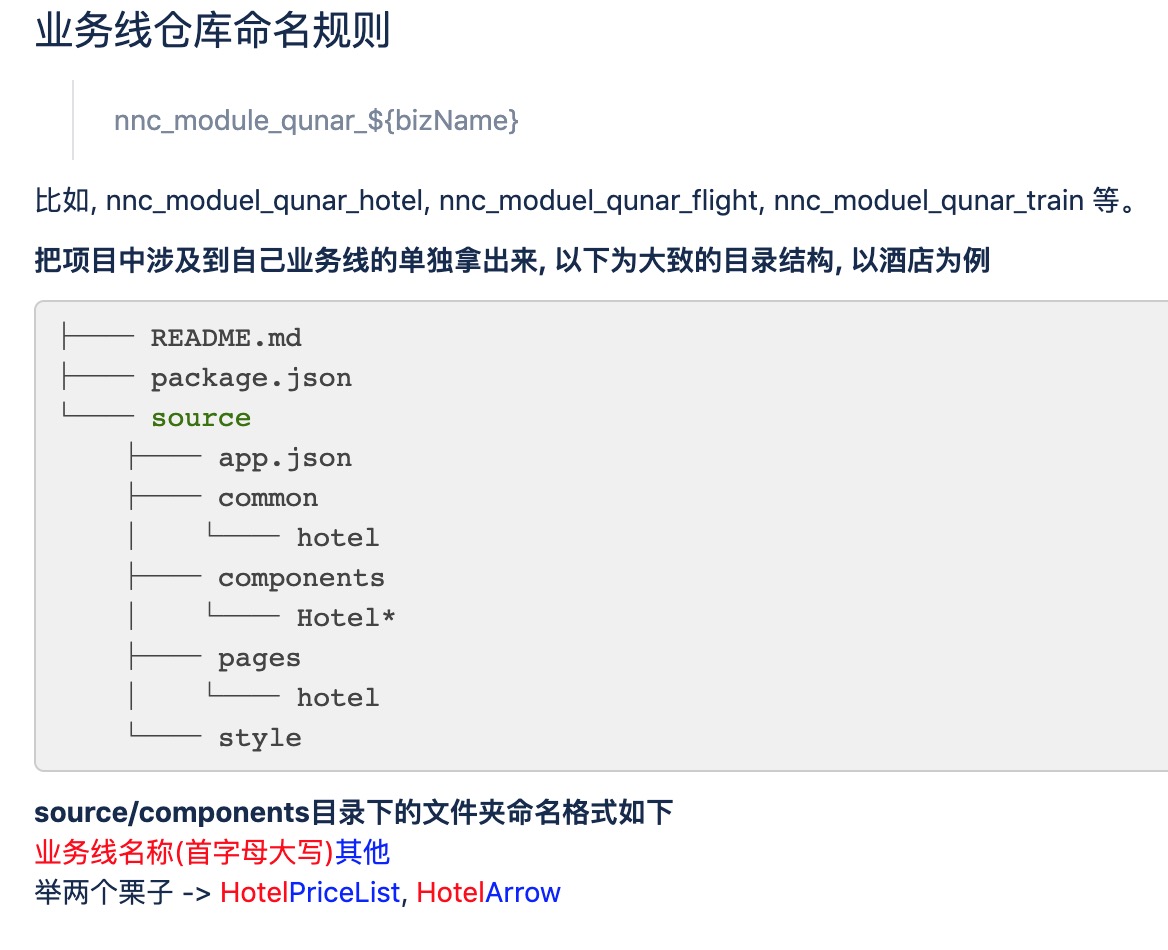 业务线仓库命名规则
nnc_module_qunar_${bizName}
比如, nnc_moduel_qunar_hotel, nnc_moduel_qunar_flight, nnc_moduel_qunar_train 等。
把项目中涉及到自己业务线的单独拿出来, 以下为大致的目录结构, 以酒店为例
├── README.md
├── package.json
└── source
    ├── app.json
    ├── common
    │   └── hotel
    ├── components
    │   └── Hotel*
    ├── pages
    │   └── hotel
    └── style
source/components目录下的文件夹命名格式如下
业务线名称(首字母大写)其他
举两个栗子 -> HotelPriceList, HotelArrow